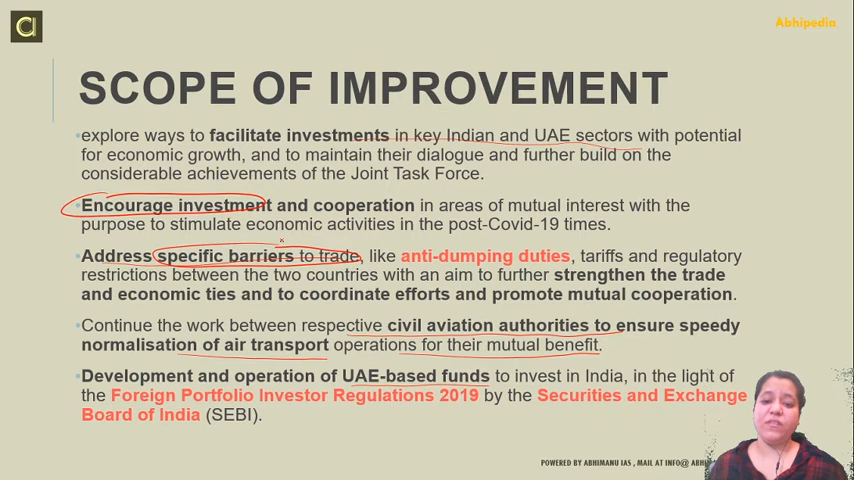 Abhipedia
SCOPE OF IMPROVEMENT
•explore ways to facilitate investments in key Indian and UAE sectors with potential
for economic growth, and to maintain their dialogue and further build on the
considerable achievements of the Joint Task Force.
•Encourage investment and cooperation in areas of mutual interest with the
purpose to stimulate economic activities in the post-Covid-19 times.
•Address specific barriers to trade, like anti-dumping duties, tariffs and regulatory
restrictions between the two countries with an aim to further strengthen the trade
and economic ties and to coordinate efforts and promote mutual cooperation.
•Continue the work between respective civil aviation authorities to ensure speedy
normalisation of air transport operations for their mutual benefit.
•Development and operation of UAE-based funds to invest in India, in the light of
the Foreign Portfolio Investor Regulations 2019 by the Securities and Exchange
Board of India (SEBI).
POWERED BY ABHIMANU IAS , MAIL AT INFO@